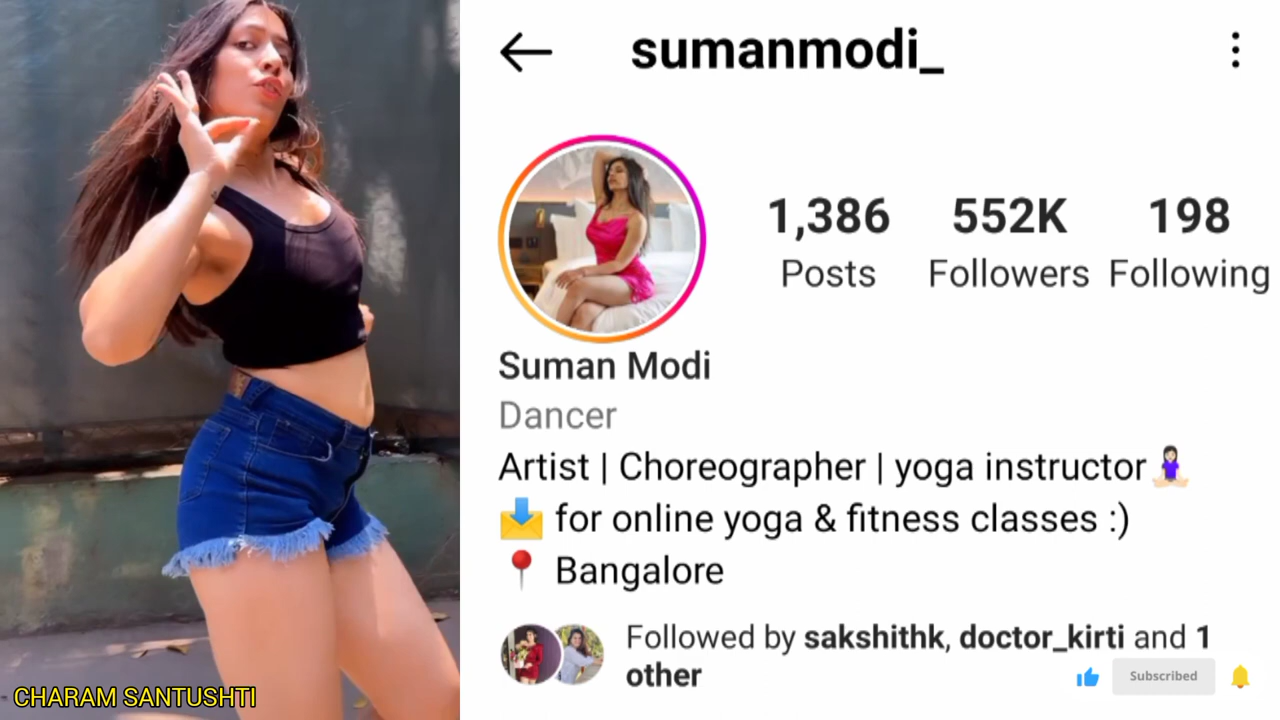 sumanmodi_
1,386 552K 198
Posts Followers Following
Suman Modi
Dancer
Artist | Choreographer | yoga instructor🧘🏻‍♀️
📩 for online yoga & fitness classes :)
📍 Bangalore
Followed by sakshithk, doctor_kirti and 1
other
Subscribed
CHARAM SANTUSHTI